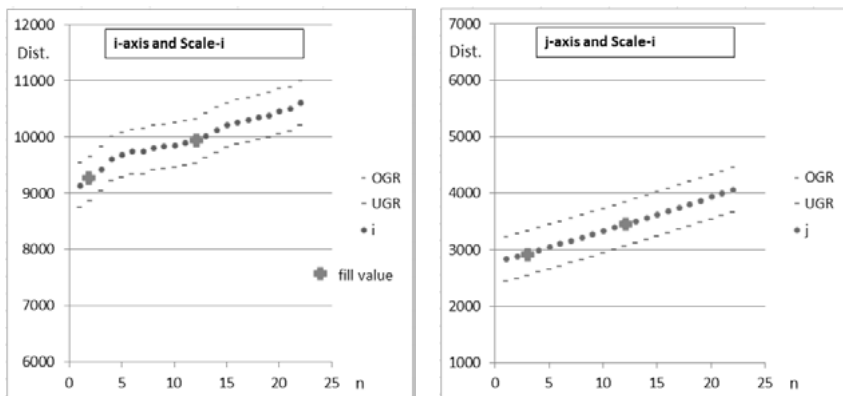 12000
i-axis and Scale-i
Dist.
11000
10000
9000
8000
7000
6000
0 5 10 15 20 25
n
OGR
UGR
i
fill value
7000
j-axis and Scale-i
Dist.
6000
5000
4000
3000
2000
1000
0 5 10 15 20 25
n
OGR
UGR
j